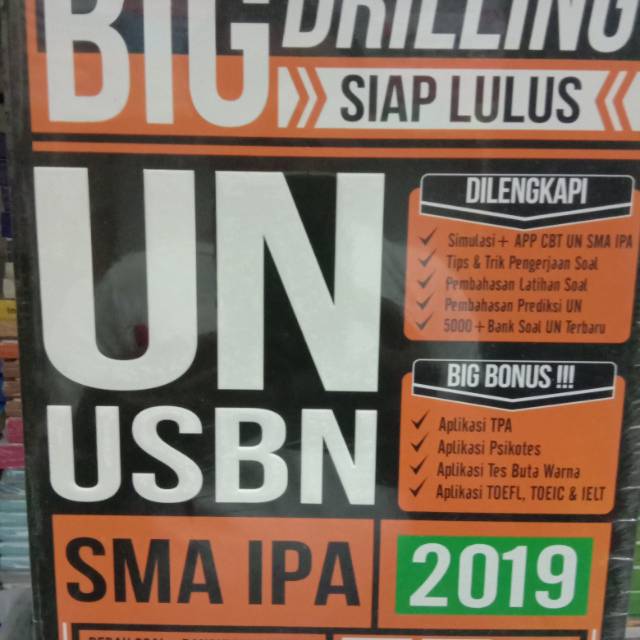 BIG DRILLING
SIAP LULUS
UN
USBN
SMA IPA
2019
DILENGKAPI
Simulasi + APP CBT UN SMA IPA
Tips & Trik Pengerjaan Soal
Pembahasan Latihan Soal
Pembahasan Prediksi UN
5000 + Bank Soal UN Terbaru
BIG BONUS !!!
Aplikasi TPA
Aplikasi Psikotes
Aplikasi Tes Buta Warna
Aplikasi TOEFL, TOEIC & IELT